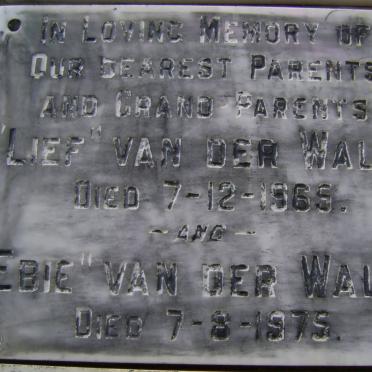 IN LOVING MEMORY OF
OUR DEAREST PARENTS
AND GRAND PARENTS
"LIEF" VAN DER WAL
DIED 7-12-1969.
- AND -
EBIE" VAN DER WAL
DIED 7-8-1975.